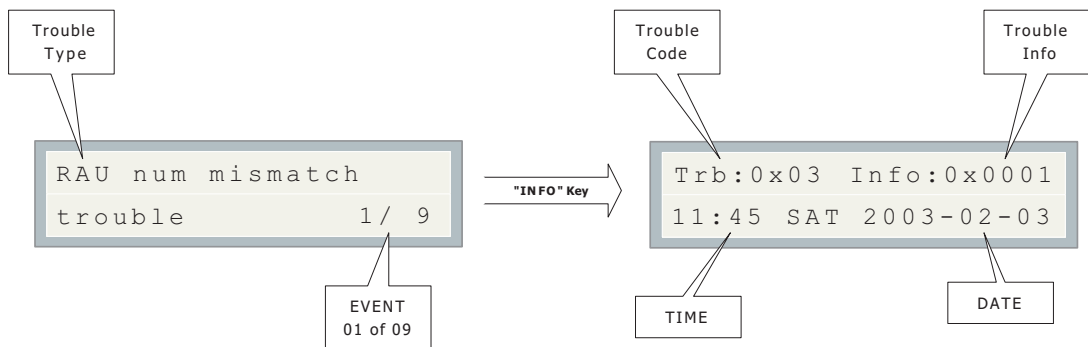 Trouble
Type
RAU num mismatch
trouble 1/ 9
EVENT
01 of 09
"INFO" Key
Trouble
Code
Trouble
Info
Trb:0x03 Info:0x0001
11:45 SAT 2003-02-03
TIME
DATE